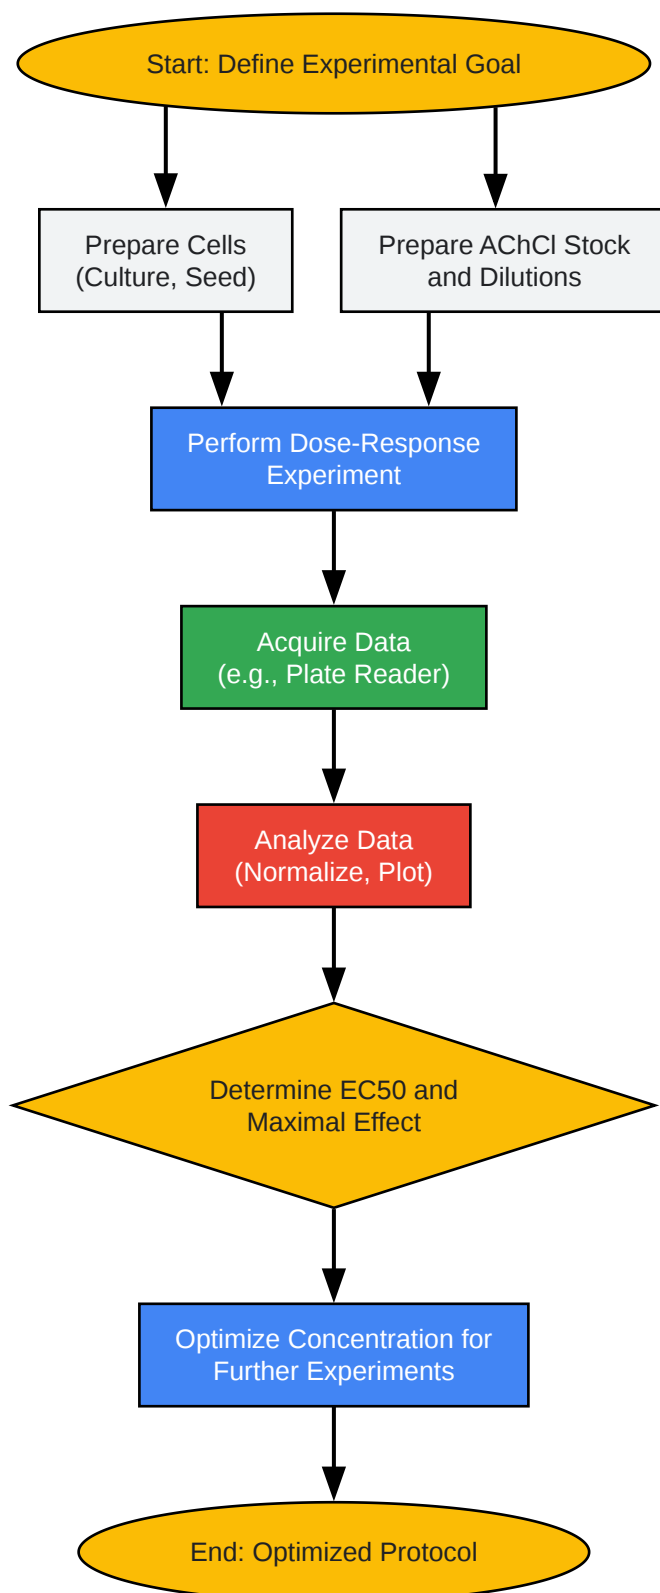 Start: Define Experimental Goal
Prepare Cells
(Culture, Seed)
Prepare AChCl Stock
and Dilutions
Perform Dose-Response
Experiment
Acquire Data
(e.g., Plate Reader)
Analyze Data
(Normalize, Plot)
Determine EC50 and
Maximal Effect
Optimize Concentration for
Further Experiments
End: Optimized Protocol